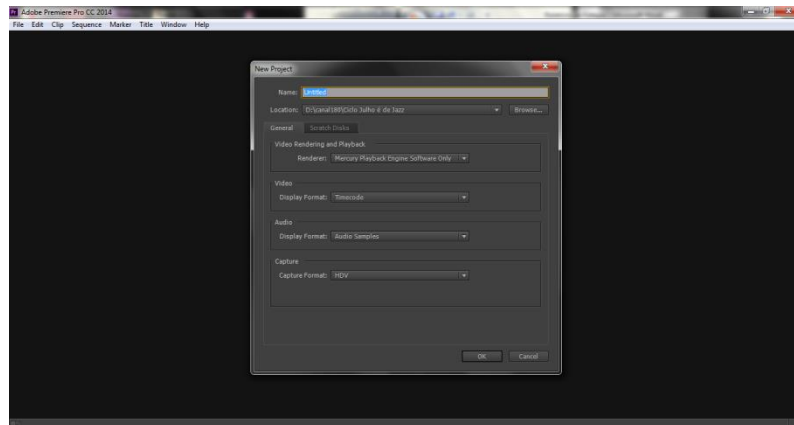 Adobe Premiere Pro CC 2014
File Edit Clip Sequence Marker Title Window Help
New Project
Name: Untitled
Location: D:\canal180\Ciclo Julho é de Jazz Browse...
General Scratch Disks
Video Rendering and Playback
Renderer: Mercury Playback Engine Software Only
Video
Display Format: Timecode
Audio
Display Format: Audio Samples
Capture
Capture Format: HDV
OK Cancel